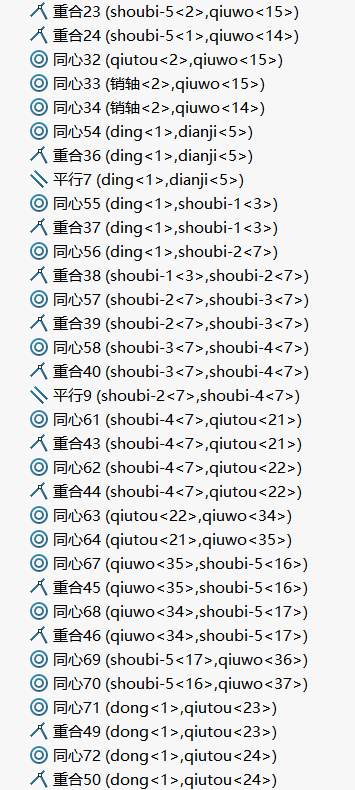 重合23 (shoubi-5<2>,qiuwo<15>)
重合24 (shoubi-5<1>,qiuwo<14>)
同心32 (qiutou<2>,qiuwo<15>)
同心33 (销轴<2>,qiuwo<15>)
同心34 (销轴<2>,qiuwo<14>)
同心54 (ding<1>,dianji<5>)
重合36 (ding<1>,dianji<5>)
平行7 (ding<1>,dianji<5>)
同心55 (ding<1>,shoubi-1<3>)
重合37 (ding<1>,shoubi-1<3>)
同心56 (ding<1>,shoubi-2<7>)
重合38 (shoubi-1<3>,shoubi-2<7>)
同心57 (shoubi-2<7>,shoubi-3<7>)
重合39 (shoubi-2<7>,shoubi-3<7>)
同心58 (shoubi-3<7>,shoubi-4<7>)
重合40 (shoubi-3<7>,shoubi-4<7>)
平行9 (shoubi-2<7>,shoubi-4<7>)
同心61 (shoubi-4<7>,qiutou<21>)
重合43 (shoubi-4<7>,qiutou<21>)
同心62 (shoubi-4<7>,qiutou<22>)
重合44 (shoubi-4<7>,qiutou<22>)
同心63 (qiutou<22>,qiuwo<34>)
同心64 (qiutou<21>,qiuwo<35>)
同心67 (qiuwo<35>,shoubi-5<16>)
重合45 (qiuwo<35>,shoubi-5<16>)
同心68 (qiuwo<34>,shoubi-5<17>)
重合46 (qiuwo<34>,shoubi-5<17>)
同心69 (shoubi-5<17>,qiuwo<36>)
同心70 (shoubi-5<16>,qiuwo<37>)
同心71 (dong<1>,qiutou<23>)
重合49 (dong<1>,qiutou<23>)
同心72 (dong<1>,qiutou<24>)
重合50 (dong<1>,qiutou<24>)